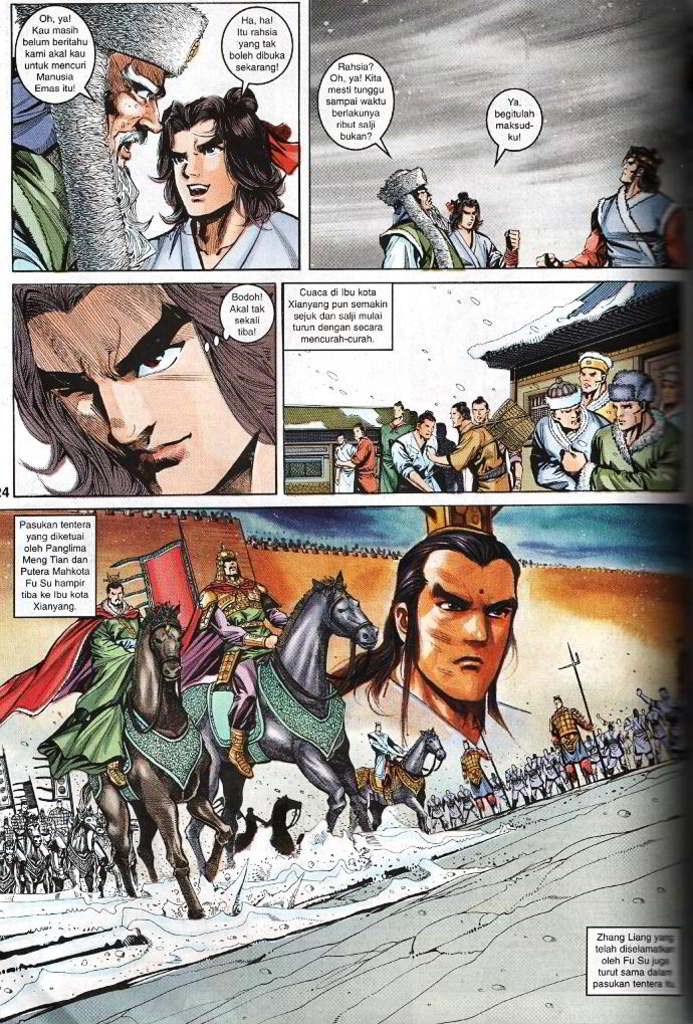 Oh, ya!
Kau masih
belum beritahu
kami akal kau
untuk mencuri
Manusia
Emas itu!
Ha, ha!
Itu rahsia
yang tak
boleh dibuka
sekarang!
Rahsia?
Oh, ya! Kita
mesti tunggu
sampai waktu
berlakunya
ribut salji
bukan?
Ya,
begitulah
maksud-
ku!
Bodoh!
Akal tak
sekali
tiba!
Cuaca di Ibu kota
Xianyang pun semakin
sejuk dan salji mulai
turun dengan secara
mencurah-curah.
24
Pasukan tentera
yang diketuai
oleh Panglima
Meng Tian dan
Putera Mahkota
Fu Su hampir
tiba ke Ibu kota
Xianyang.
Zhang Liang yang
telah diselamatkan
oleh Fu Su juga
turut sama dalam
pasukan tentera itu.